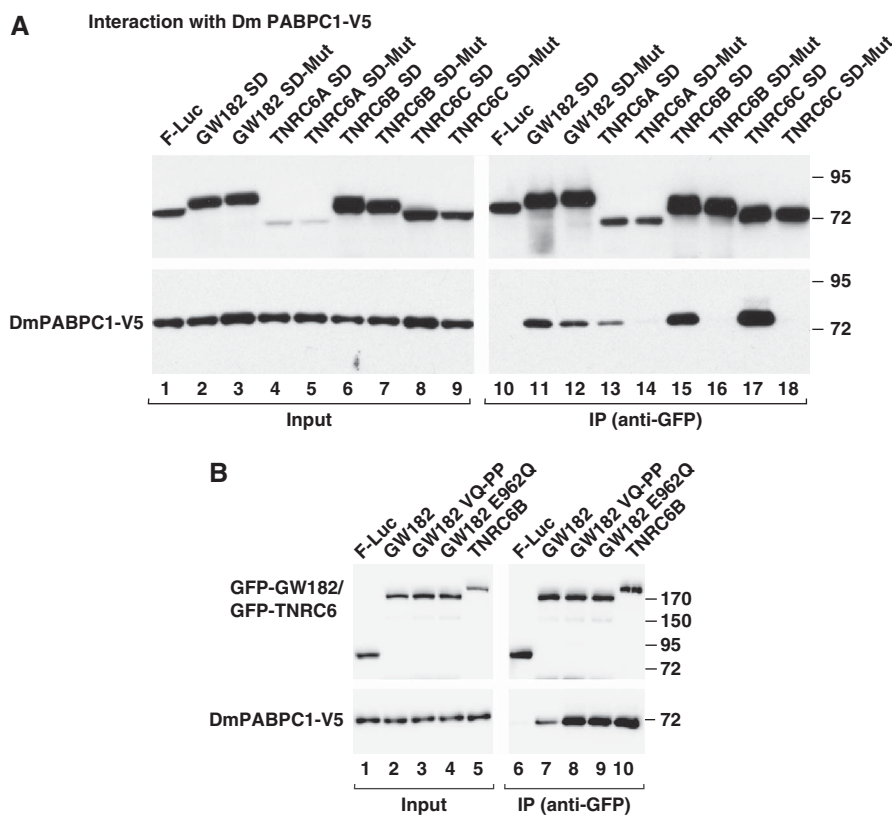 A
Interaction with Dm PABPC1-V5
F-Luc
GW182 SD
GW182 SD-Mut
TNRC6A SD
TNRC6A SD-Mut
TNRC6B SD
TNRC6B SD-Mut
TNRC6C SD
TNRC6C SD-Mut
F-Luc
GW182 SD
GW182 SD-Mut
TNRC6A SD
TNRC6A SD-Mut
TNRC6B SD
TNRC6B SD-Mut
TNRC6C SD
TNRC6C SD-Mut
– 95
– 72
– 95
DmPABPC1-V5
– 72
1 2 3 4 5 6 7 8 9 10 11 12 13 14 15 16 17 18
Input IP (anti-GFP)
B
F-Luc
GW182
GW182 VQ-PP
GW182 E962Q
TNRC6B
F-Luc
GW182
GW182 VQ-PP
GW182 E962Q
TNRC6B
GFP-GW182/
GFP-TNRC6
– 170
– 150
– 95
– 72
DmPABPC1-V5 – 72
1 2 3 4 5 6 7 8 9 10
Input IP (anti-GFP)